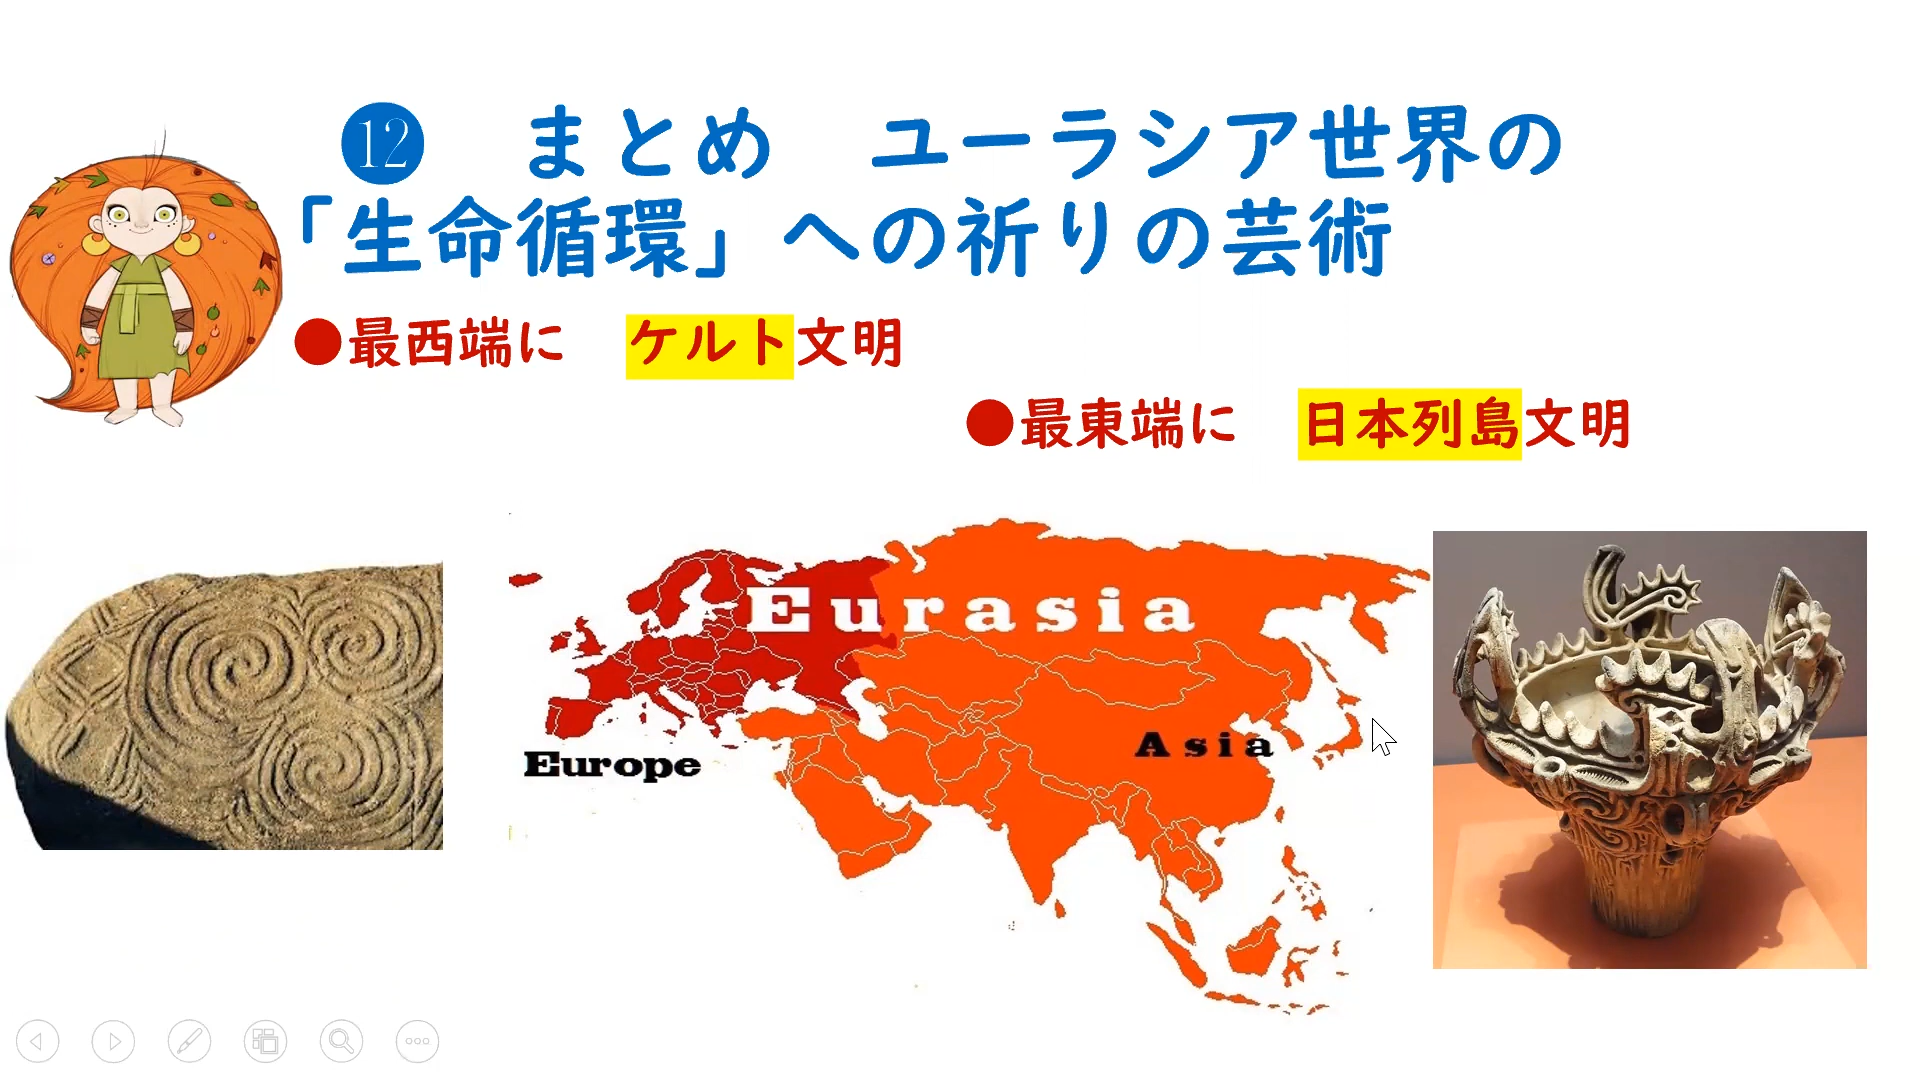 ⓬　まとめ　ユーラシア世界の
「生命循環」への祈りの芸術
●最西端に　ケルト文明
●最東端に　日本列島文明
Eurasia
Asia
Europe